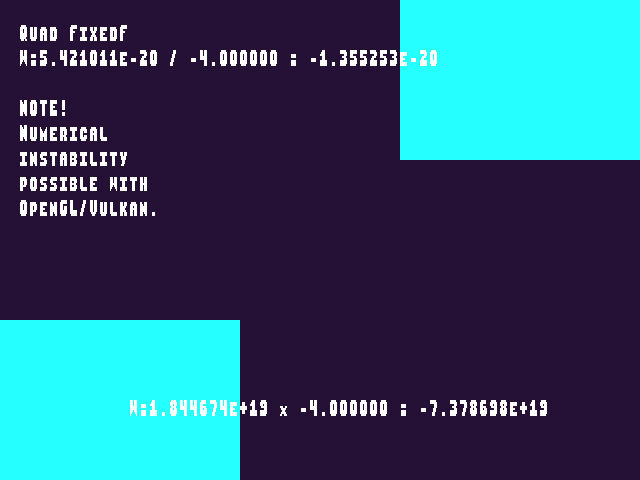 Quad fixedf
W:5.421011E-20 / -4.000000 : -1.355253E-20
NOTE!
Numerical
instability
possible with
OpenGL/Vulkan.
W:1.844674E+19 x -4.000000 : -7.378698E+19